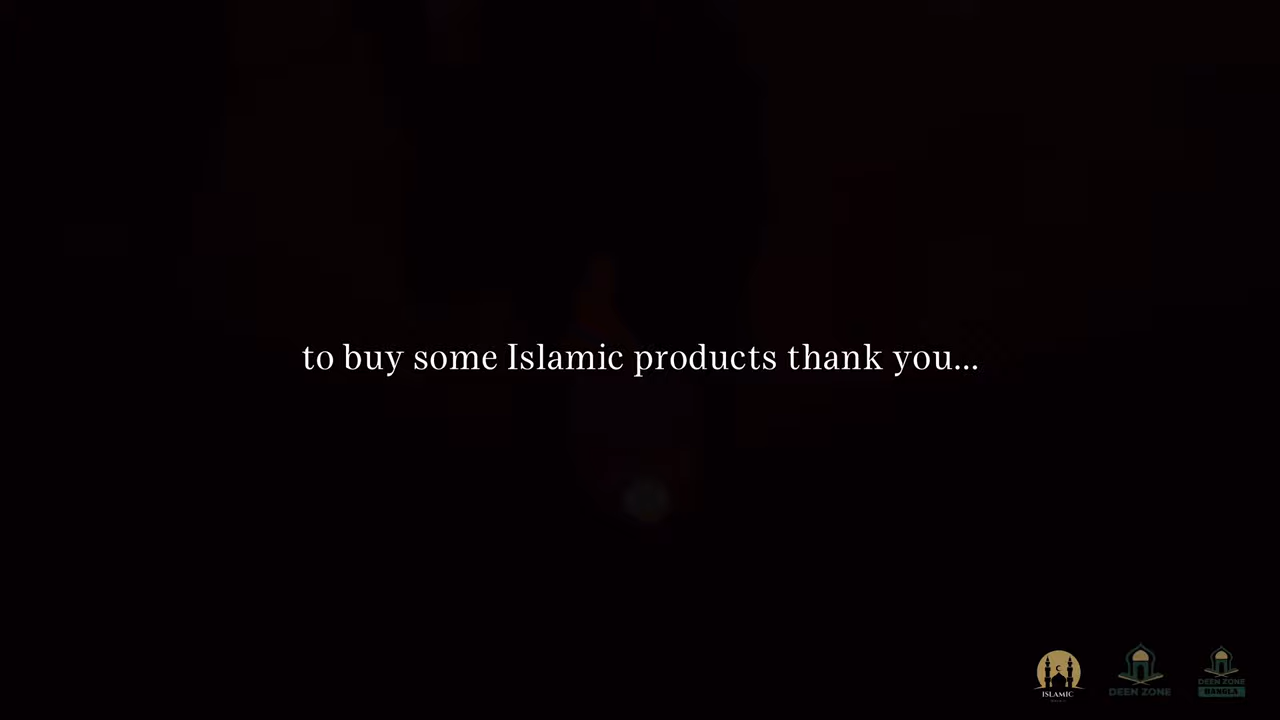 to buy some Islamic products thank you...
ISLAMIC
DEEN ZONE
DEEN ZONE
BANGLA